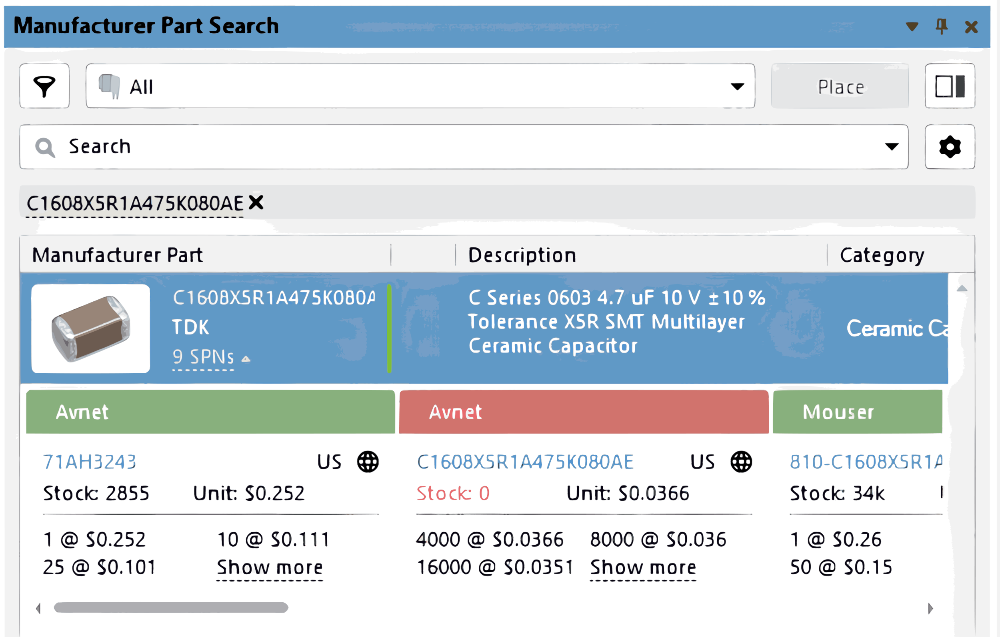 Manufacturer Part Search
All
Place
Search
C1608X5R1A475K080AE
Manufacturer Part Description Category
C1608X5R1A475K080A
TDK
9 SPNs
C Series 0603 4.7 uF 10 V ±10 %
Tolerance X5R SMT Multilayer
Ceramic Capacitor
Ceramic Ca
Avnet
71AH3243 US
Stock: 2855 Unit: $0.252
1 @ $0.252 10 @ $0.111
25 @ $0.101 Show more
Avnet
C1608X5R1A475K080AE US
Stock: 0 Unit: $0.0366
4000 @ $0.0366 8000 @ $0.036
16000 @ $0.0351 Show more
Mouser
810-C1608X5R1A
Stock: 34k
1 @ $0.26
50 @ $0.15